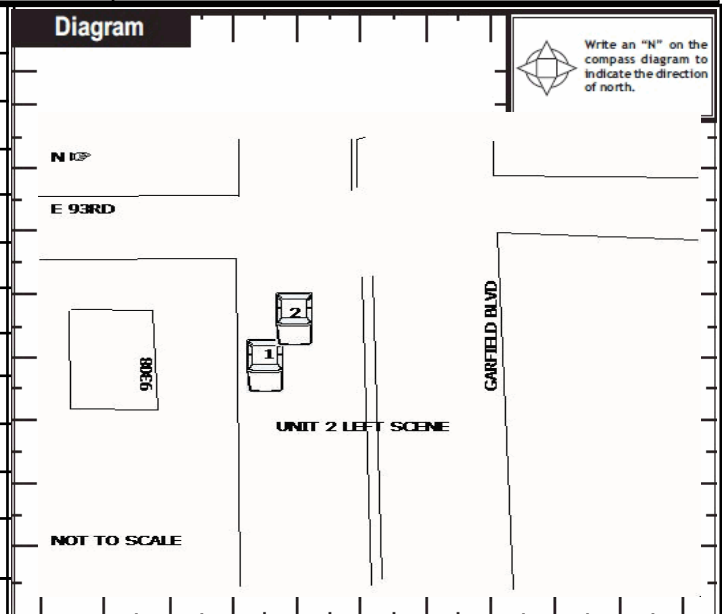 Diagram
Write an “N” on the
compass diagram to
indicate the direction
of north.
N ☞
E 93RD
GARFIELD BLVD
2
1
9308
UNIT 2 LEFT SCENE
NOT TO SCALE